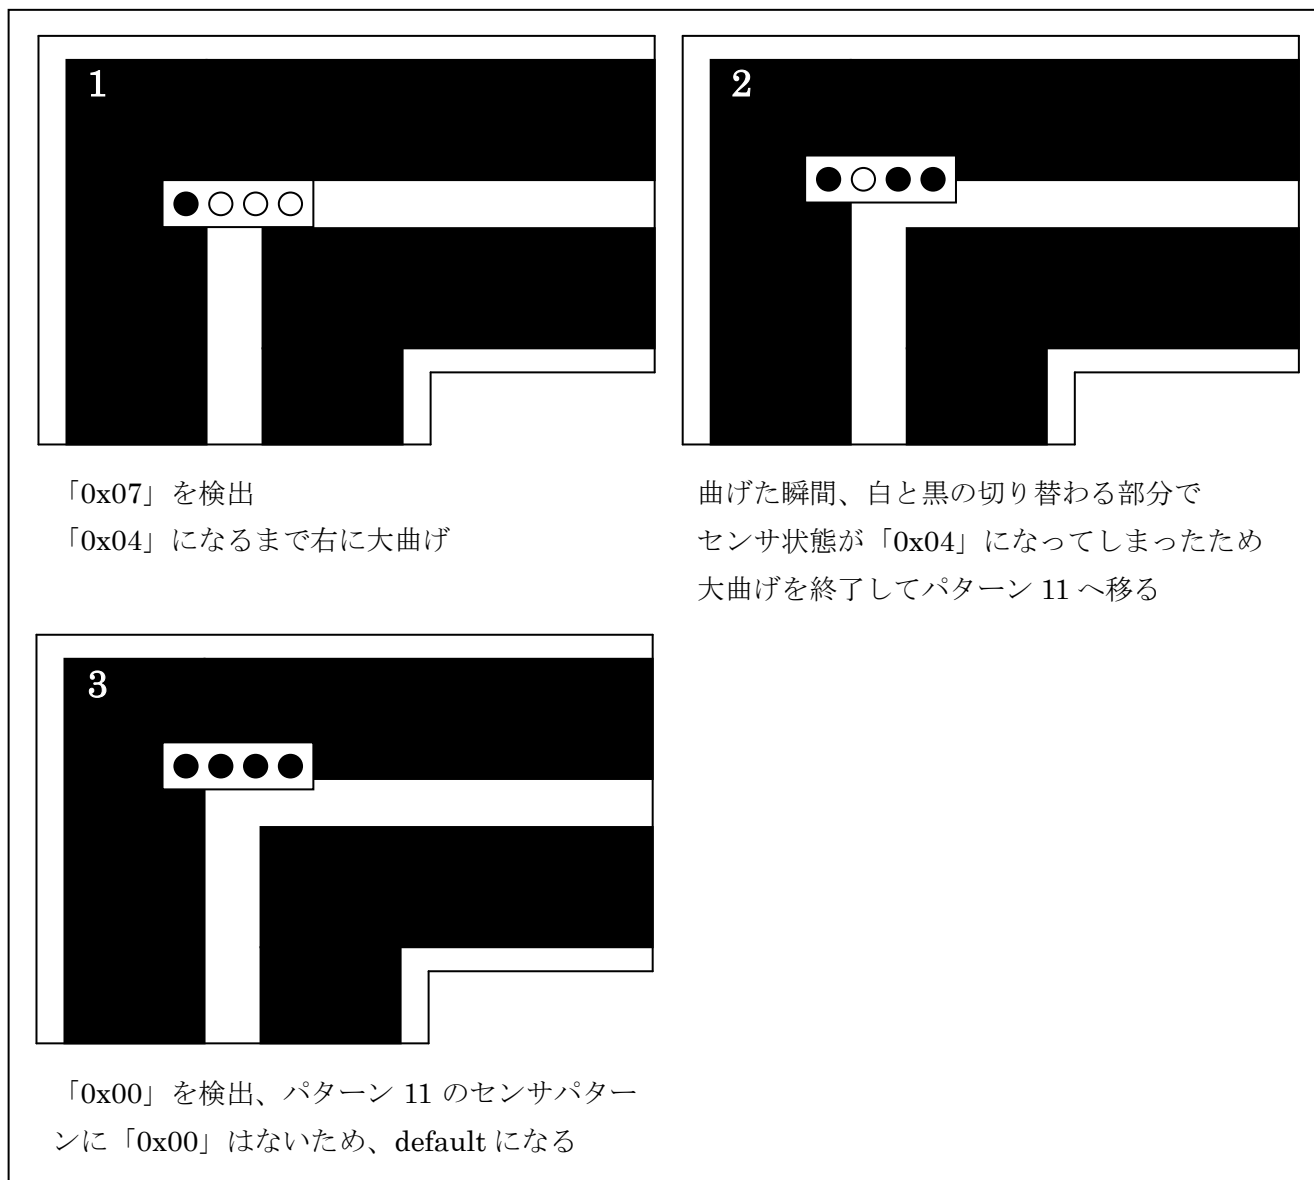 1
「0x07」を検出
「0x04」になるまで右に大曲げ
2
曲げた瞬間、白と黒の切り替わる部分で
センサ状態が「0x04」になってしまったため
大曲げを終了してパターン 11 へ移る
3
「0x00」を検出、パターン 11 のセンサパター
ンに「0x00」はないため、default になる